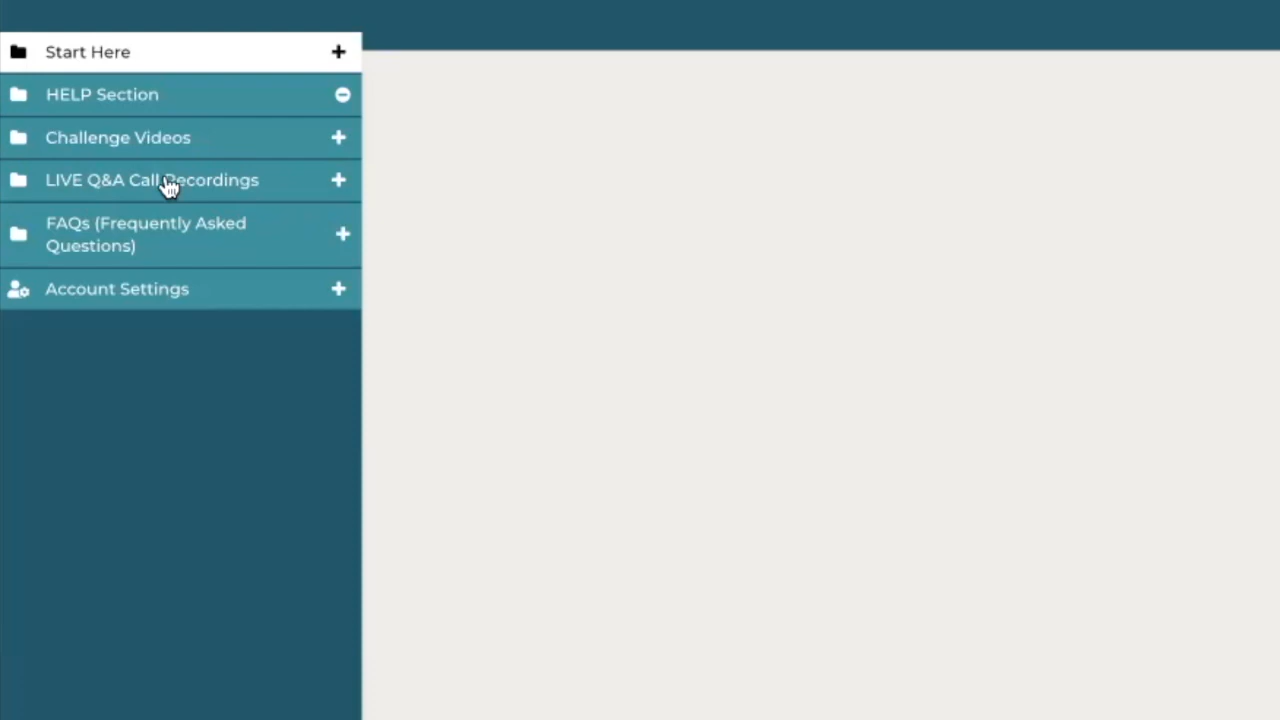 Start Here
HELP Section
Challenge Videos
LIVE Q&A Call Recordings
FAQs (Frequently Asked
Questions)
Account Settings